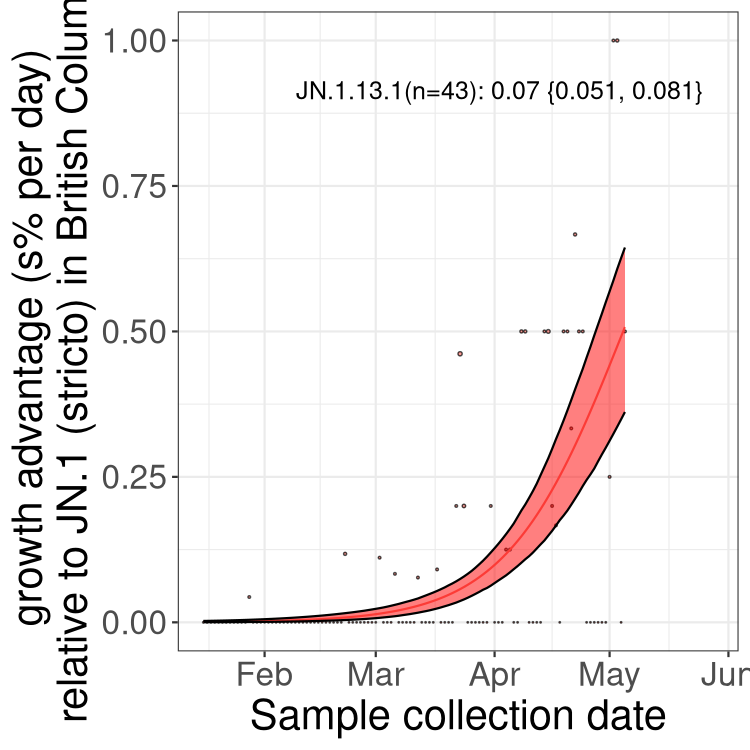 growth advantage (s% per day)
relative to JN.1 (stricto) in British Colum
1.00
0.75
0.50
0.25
0.00
JN.1.13.1(n=43): 0.07 {0.051, 0.081}
Feb Mar Apr May Jun
Sample collection date